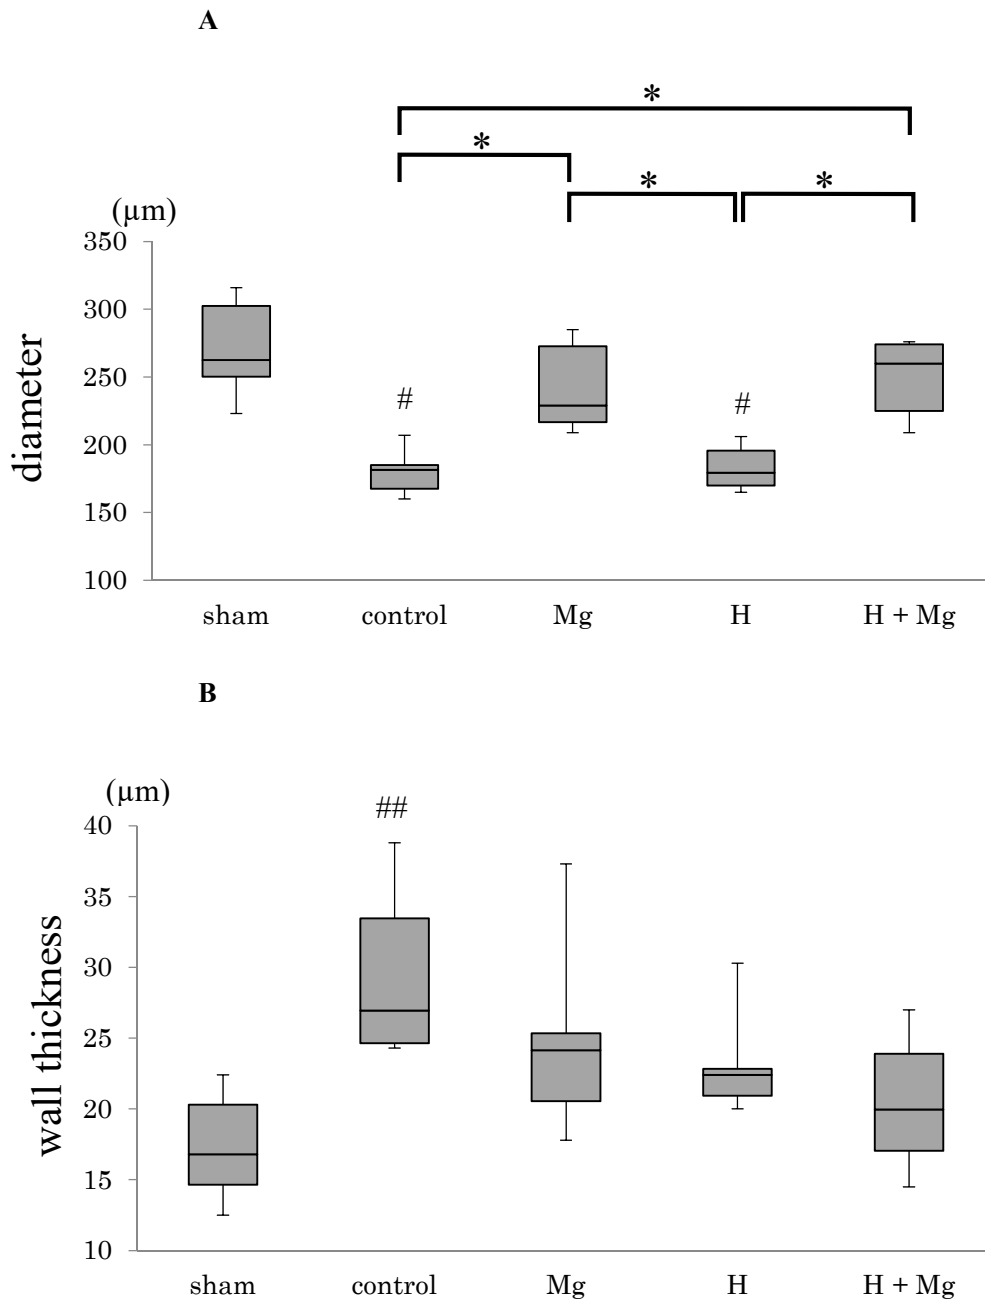 A
*
*
* *
(µm)
350
300
250
200
150
100
diameter
# #
sham control Mg H H + Mg
B
(µm)
##
40
35
30
25
20
15
10
wall thickness
sham control Mg H H + Mg